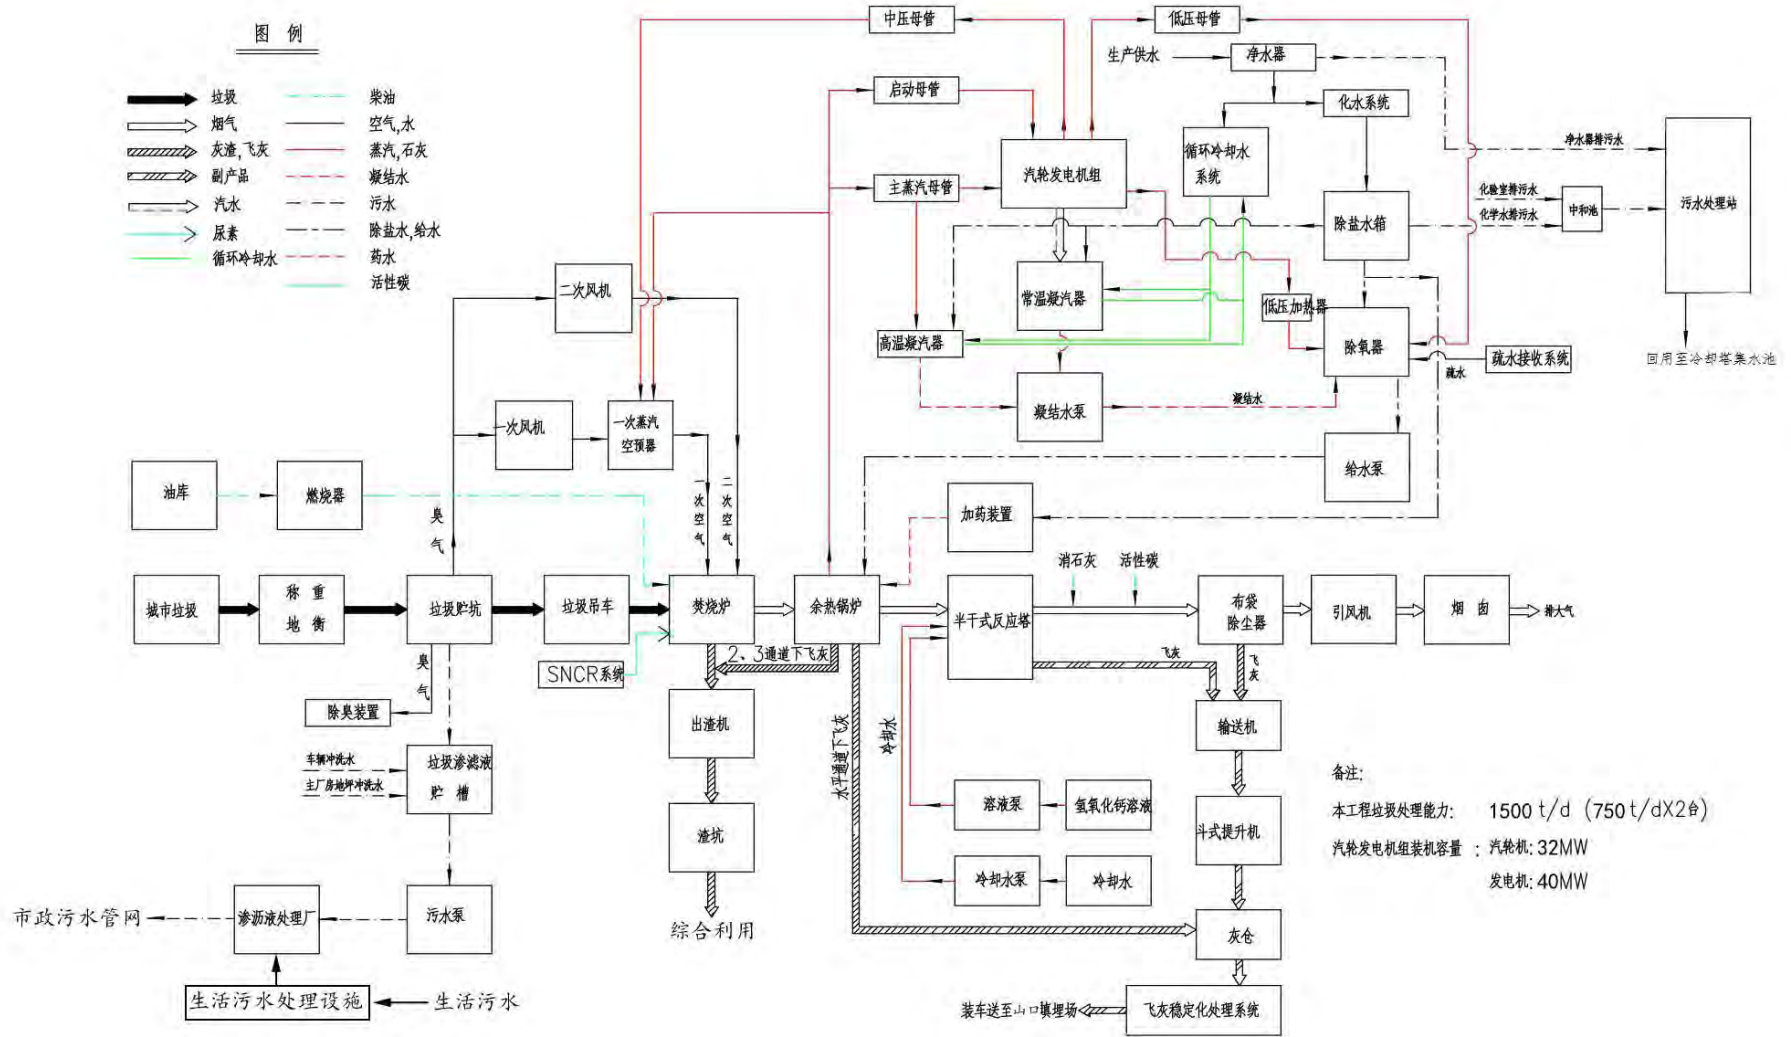 图 例
垃圾
烟气
灰渣,飞灰
副产品
汽水
尿素
循环冷却水
柴油
空气,水
蒸汽,石灰
凝结水
污水
除盐水,给水
药水
活性碳
中压母管
低压母管
生产供水
净水器
启动母管
化水系统
循环冷却水
系统
汽轮发电机组
主蒸汽母管
净水器排污水
化验室排污水
化学水排污水
中和池
污水处理站
除盐水箱
二次风机
常温凝汽器
低压加热器
高温凝汽器
除氧器
疏水
疏水接收系统
回用至冷却塔集水池
一次风机
一次蒸汽
空预器
凝结水泵
凝结水
给水泵
油库
燃烧器
臭气
一次空气
二次空气
加药装置
消石灰
活性碳
城市垃圾
称 重
地 衡
垃圾贮坑
垃圾吊车
焚烧炉
余热锅炉
半干式反应塔
布袋
除尘器
引风机
烟 囱
排大气
SNCR系统
2、3通道下飞灰
飞灰
飞灰
臭气
除臭装置
出渣机
水平通道下飞灰
冷却水
输送机
车辆冲洗水
主厂房地坪冲洗水
垃圾渗滤液
贮 槽
渣坑
溶液泵
氢氧化钙溶液
斗式提升机
冷却水泵
冷却水
备注:
本工程垃圾处理能力: 1500 t/d (750 t/dX2台)
汽轮发电机组装机容量 : 汽轮机: 32MW
发电机: 40MW
市政污水管网
渗沥液处理厂
污水泵
综合利用
灰仓
生活污水处理设施
生活污水
装车送至山口填埋场
飞灰稳定化处理系统